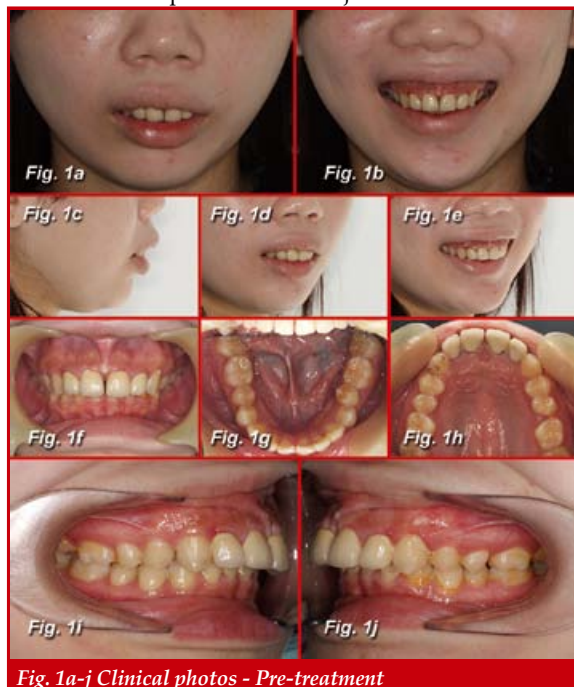 Fig. 1a
Fig. 1b
Fig. 1c
Fig. 1d
Fig. 1e
Fig. 1f
Fig. 1g
Fig. 1h
Fig. 1i
Fig. 1j
Fig. 1a-j Clinical photos - Pre-treatment